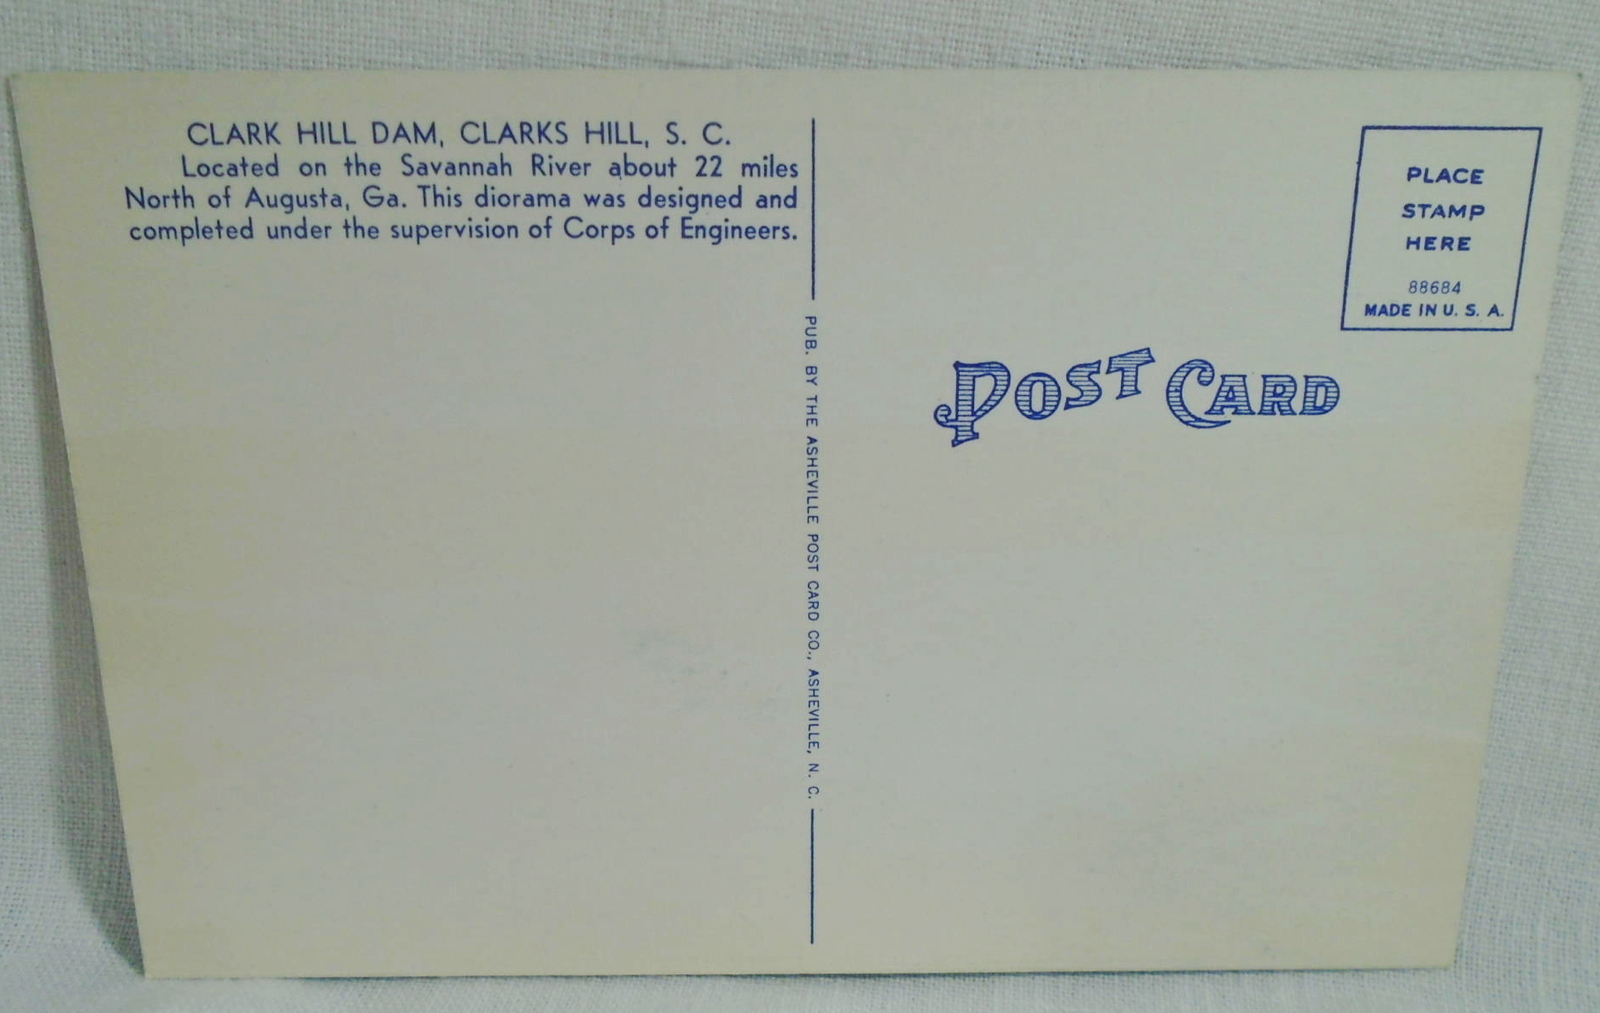 CLARK HILL DAM, CLARKS HILL, S. C.
Located on the Savannah River about 22 miles
North of Augusta, Ga. This diorama was designed and
completed under the supervision of Corps of Engineers.
PUB. BY THE ASHEVILLE POST CARD CO., ASHEVILLE, N. C.
PLACE
STAMP
HERE
88684
MADE IN U. S. A.
POST CARD